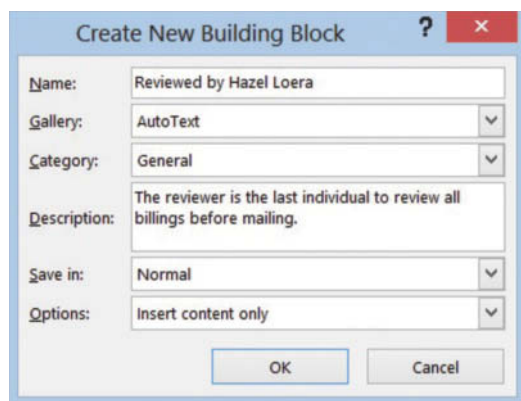 Create New Building Block ? ×
Name: Reviewed by Hazel Loera
Gallery: AutoText
Category: General
Description: The reviewer is the last individual to review all
billings before mailing.
Save in: Normal
Options: Insert content only
OK Cancel